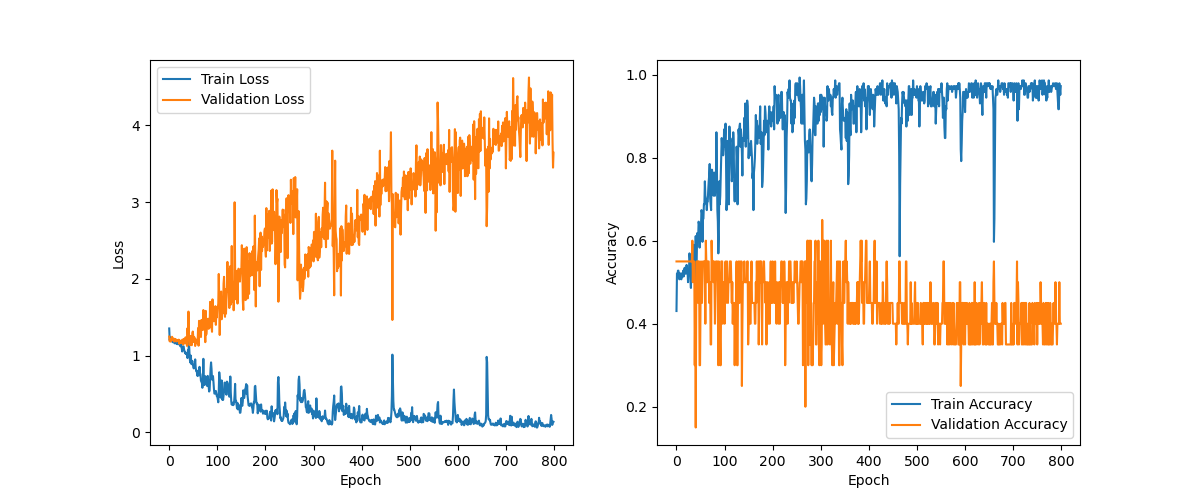 Train Loss
Validation Loss
4
3
2
1
0
Loss
0 100 200 300 400 500 600 700 800
Epoch
1.0
0.8
0.6
0.4
0.2
Accuracy
Train Accuracy
Validation Accuracy
0 100 200 300 400 500 600 700 800
Epoch